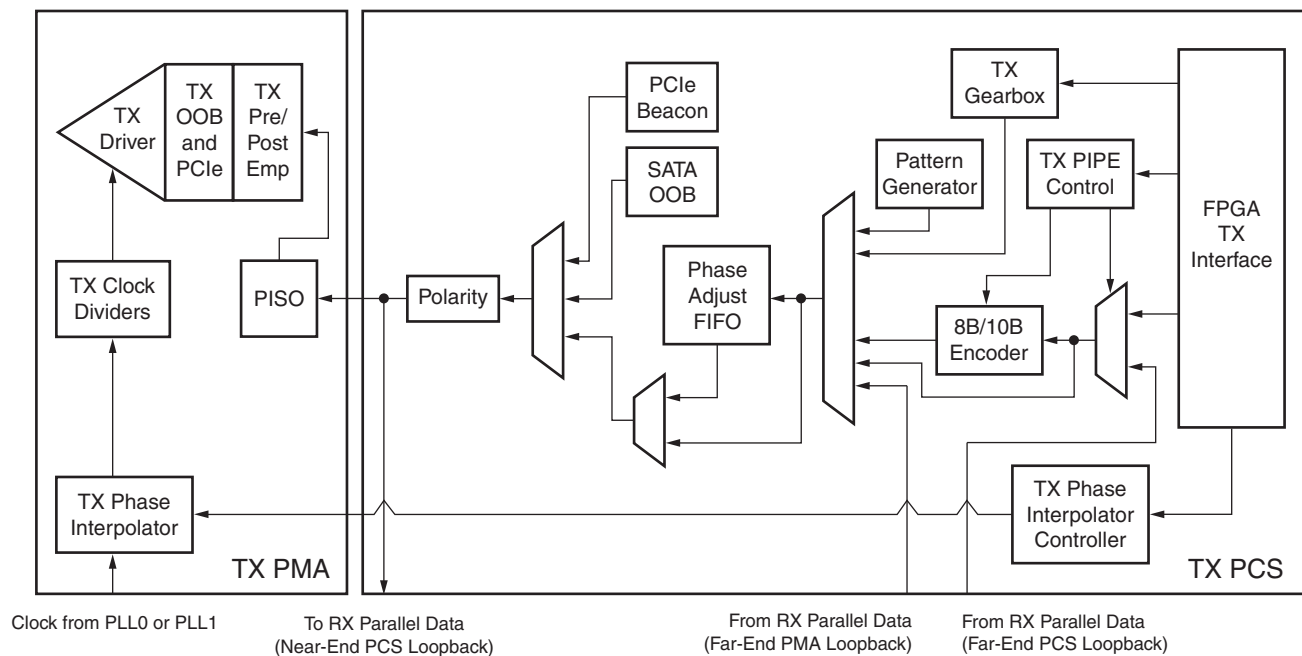 TX
Driver
TX
OOB
and
PCIe
TX
Pre/
Post
Emp
TX Clock
Dividers
PISO
TX Phase
Interpolator
TX PMA
PCIe
Beacon
SATA
OOB
Polarity
Phase
Adjust
FIFO
Pattern
Generator
TX
Gearbox
TX PIPE
Control
8B/10B
Encoder
FPGA
TX
Interface
TX Phase
Interpolator
Controller
TX PCS
Clock from PLL0 or PLL1
To RX Parallel Data
(Near-End PCS Loopback)
From RX Parallel Data
(Far-End PMA Loopback)
From RX Parallel Data
(Far-End PCS Loopback)